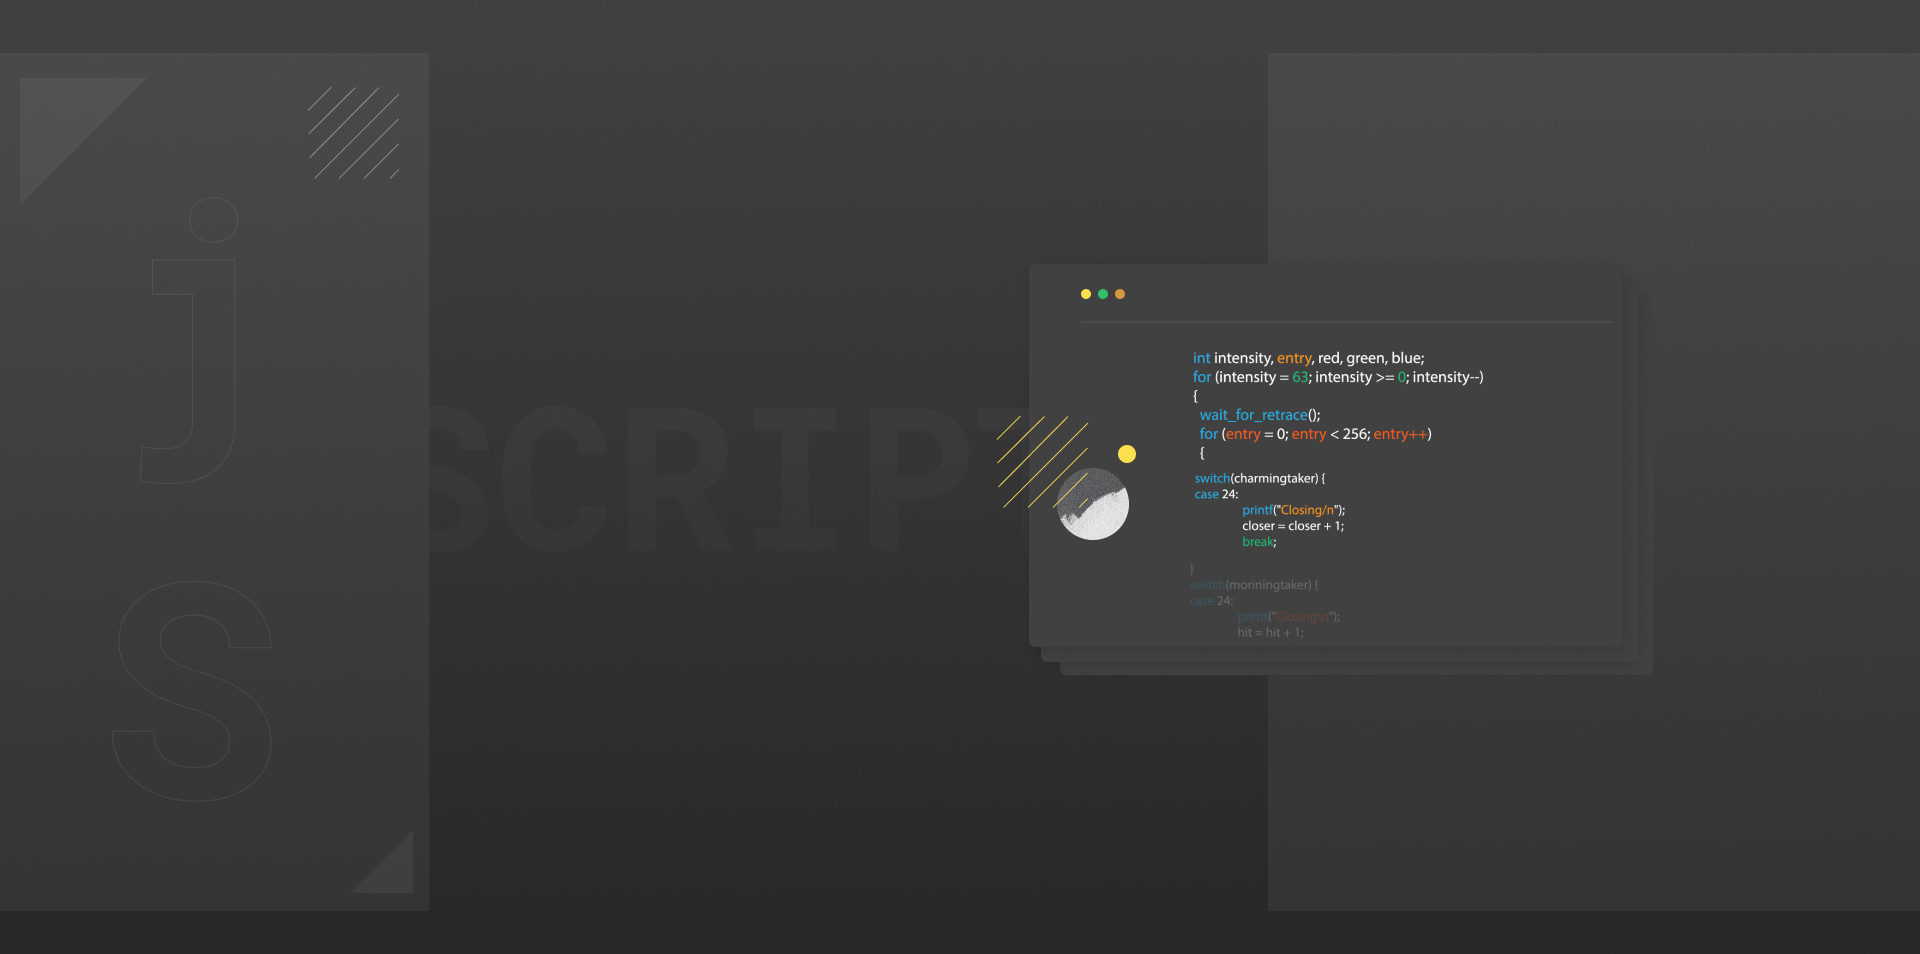 j
s
SCRIPT
int intensity, entry, red, green, blue;
for (intensity = 63; intensity >= 0; intensity--)
{
wait_for_retrace();
for (entry = 0; entry < 256; entry++)
{
switch(charmingtaker) {
case 24:
printf("Closing/n");
closer = closer + 1;
break;
}
switch(moriningtaker) {
case 24:
printf("Closing\n");
hit = hit + 1;